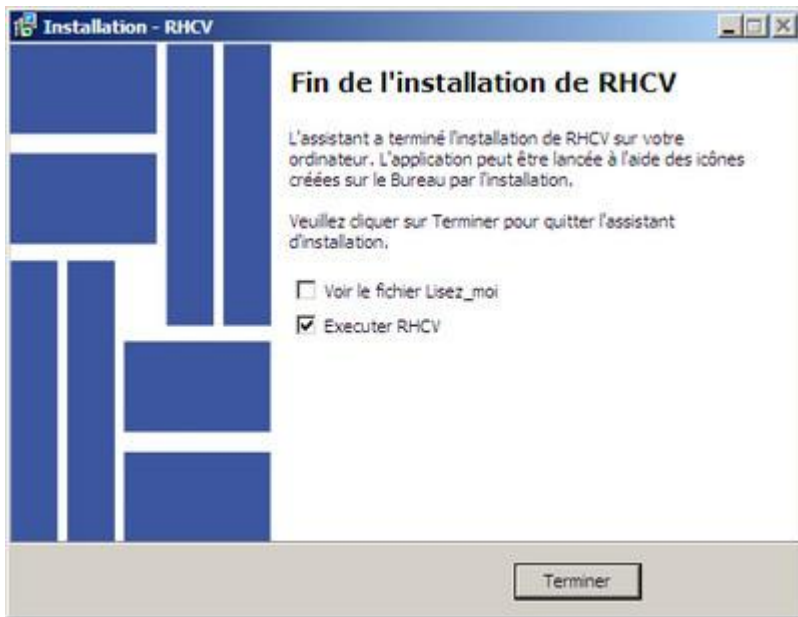 Installation - RHCV
Fin de l'installation de RHCV
L'assistant a terminé l'installation de RHCV sur votre
ordinateur. L'application peut être lancée à l'aide des icônes
créées sur le Bureau par l'installation.
Veuillez cliquer sur Terminer pour quitter l'assistant
d'installation.
Voir le fichier Lisez_moi
Executer RHCV
Terminer